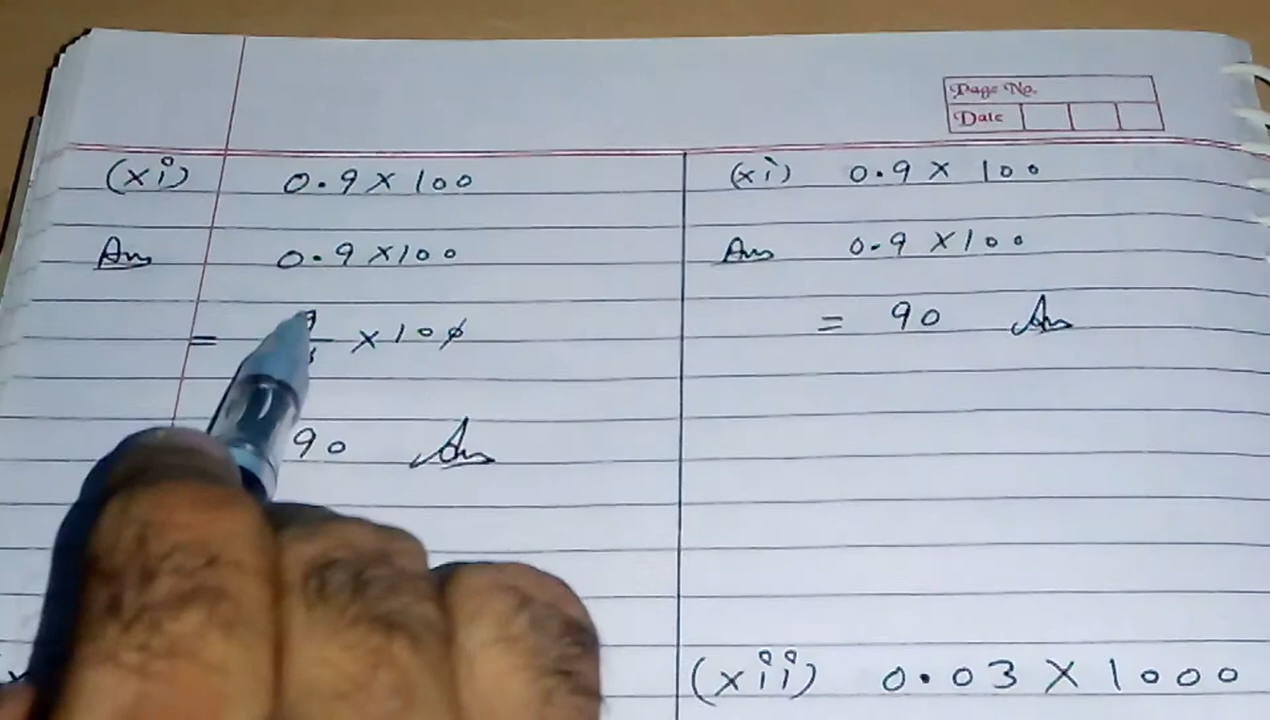 Page No.
Date
(xi) 0.9 × 100
Ans 0.9 × 100
= × 100
90 Ans
(xi) 0.9 × 100
Ans 0.9 × 100
= 90 Ans
(xii) 0.03 × 1000